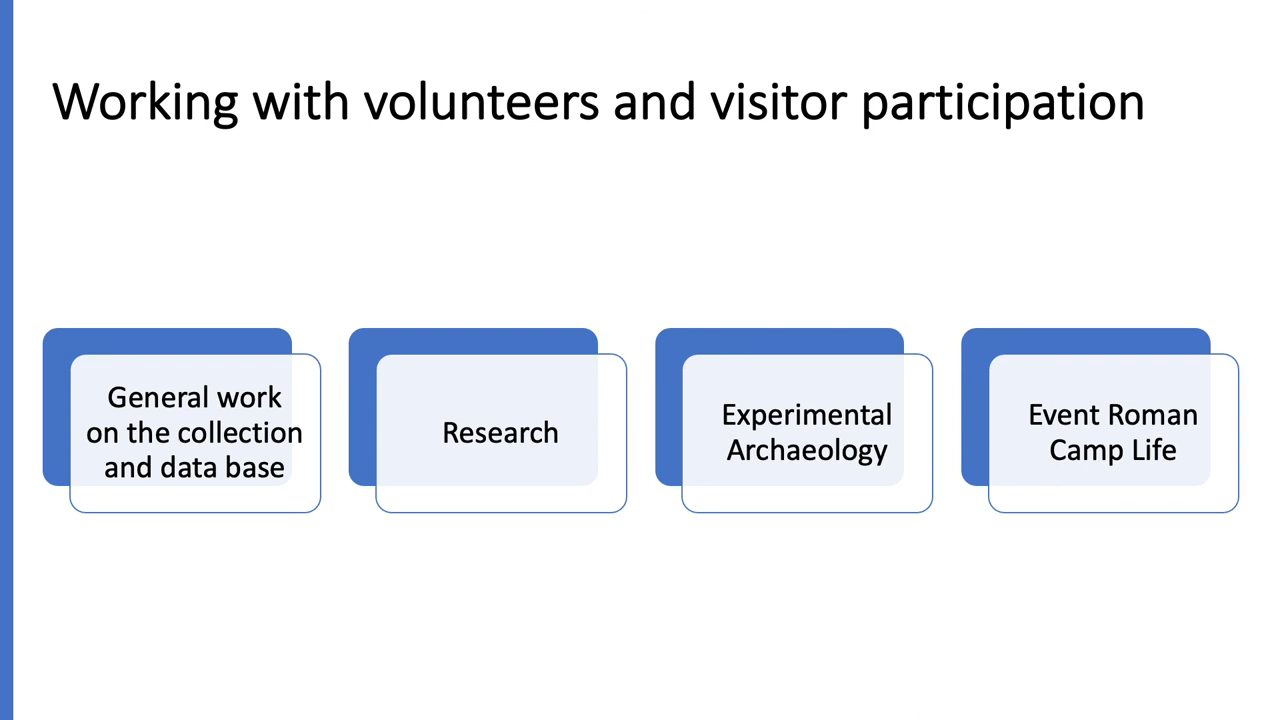 Working with volunteers and visitor participation
General work
on the collection
and data base
Research
Experimental
Archaeology
Event Roman
Camp Life